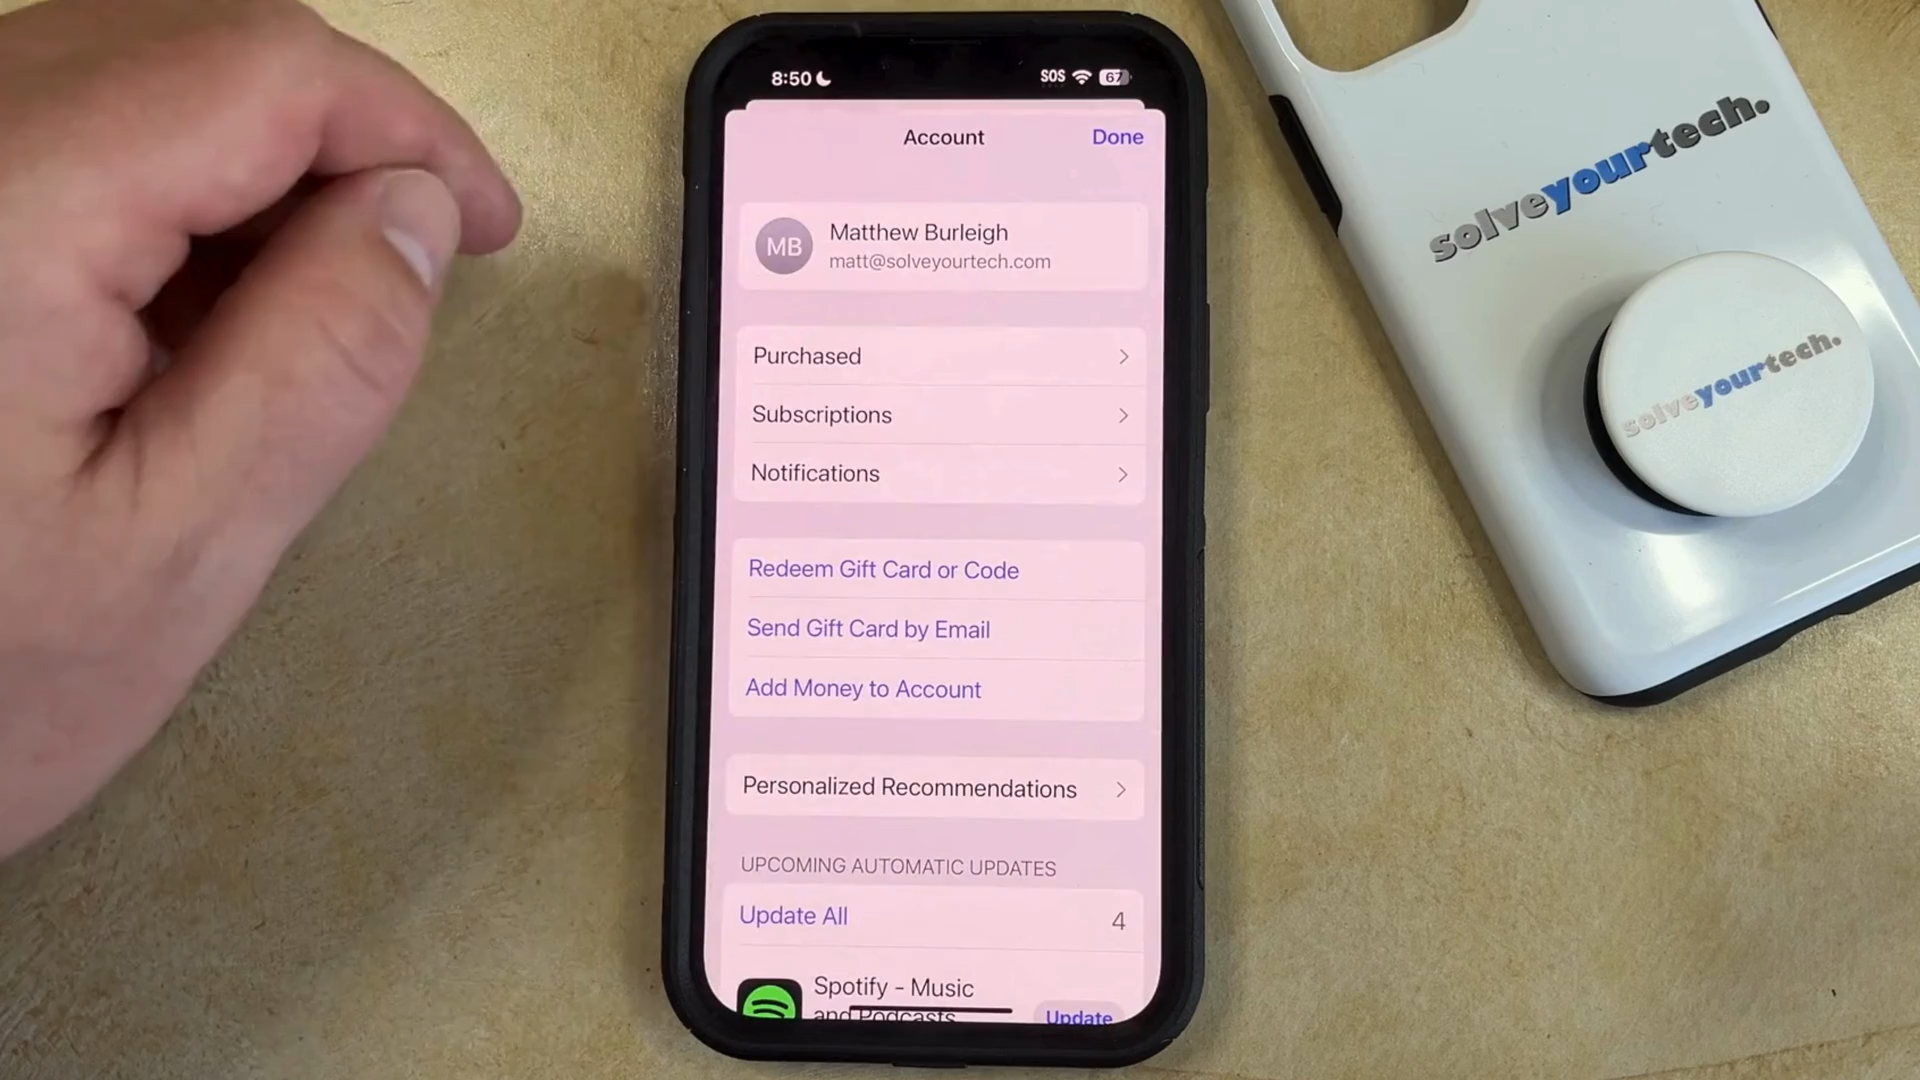 8:50
SOS
67
Account
Done
MB
Matthew Burleigh
matt@solveyourtech.com
Purchased
Subscriptions
Notifications
Redeem Gift Card or Code
Send Gift Card by Email
Add Money to Account
Personalized Recommendations
UPCOMING AUTOMATIC UPDATES
Update All
4
Spotify - Music
and Podcasts
Update
solveyourtech.
solveyourtech.